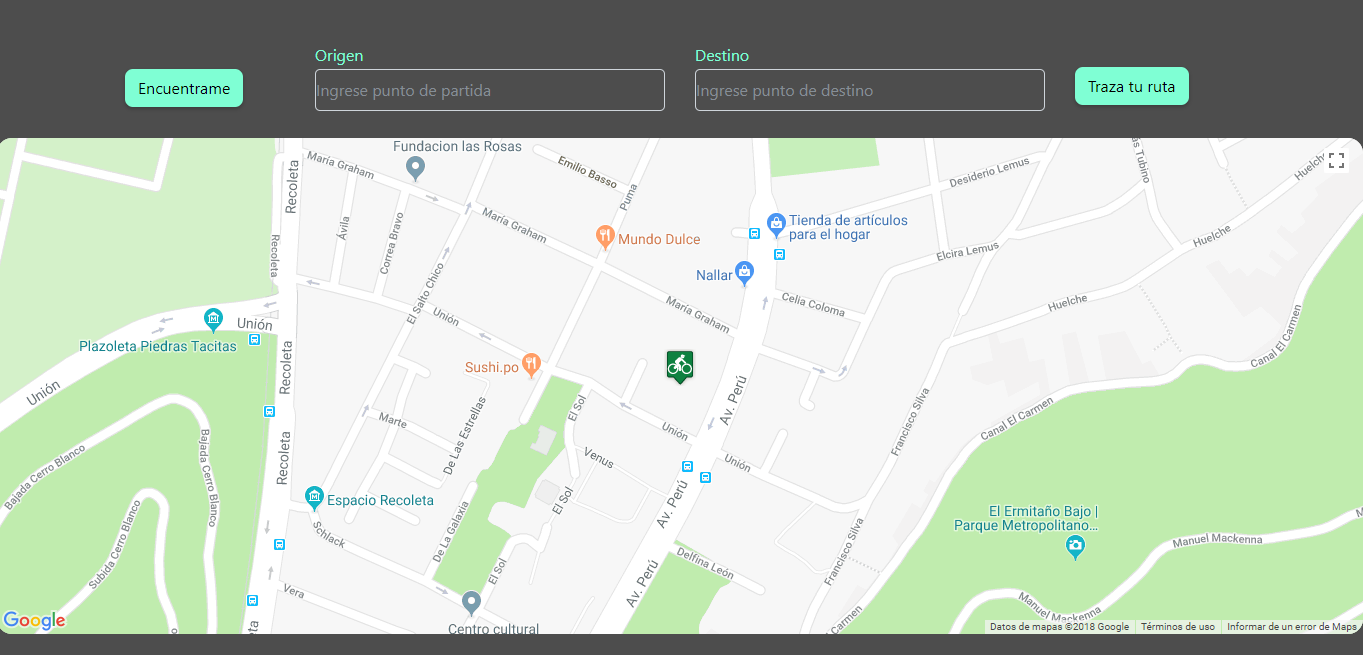 Origen
Destino
Encuentrame
Ingrese punto de partida
Ingrese punto de destino
Traza tu ruta
Fundacion las Rosas
María Graham
Emilio Basso
Desiderio Lemus
Huelche
Recoleta
Puma
Ávila
Correa Bravo
María Graham
Tienda de artículos
para el hogar
Mundo Dulce
Recoleta
Elcira Lemus
Huelche
Nallar
El Salto Chico
María Graham
Celia Coloma
Huelche
Unión
Unión
Plazoleta Piedras Tacitas
Canal El Carmen
Recoleta
Sushi.po
Unión
Av. Perú
El Sol
Marte
De Las Estrellas
Unión
Francisco Silva
Canal El Carmen
Bajada Cerro Blanco
Bajada Cerro Blanco
Recoleta
Venus
Unión
Espacio Recoleta
El Sol
Av. Perú
El Ermitaño Bajo |
Parque Metropolitano...
Subida Cerro Blanco
Schlack
De La Galaxia
El Sol
Delfina León
Francisco Silva
Manuel Mackenna
Vera
Av. Perú
Manuel Mackenna
Google
Centro cultural
Carmen
Datos de mapas ©2018 Google
Términos de uso
Informar de un error de Maps